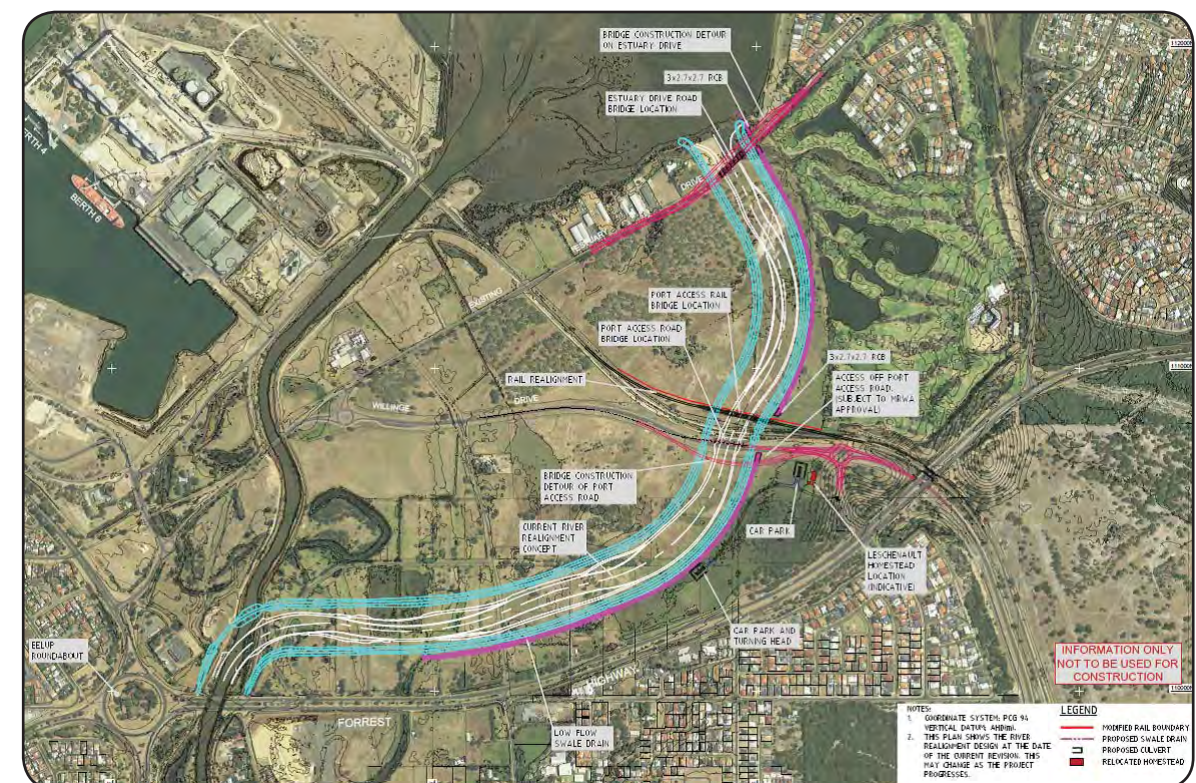 BRIDGE CONSTRUCTION DETOUR
ON ESTUARY DRIVE
3x2.7x2.7 RCB
ESTUARY DRIVE ROAD
BRIDGE LOCATION
BERTH 6
DRIVE
PORT ACCESS RAIL
BRIDGE LOCATION
PORT ACCESS ROAD
BRIDGE LOCATION
RAIL REALIGNMENT
3x2.7x2.7 RCB
ACCESS OFF PORT
ACCESS ROAD.
(SUBJECT TO MRWA
APPROVAL)
WILLINGE
DRIVE
BRIDGE CONSTRUCTION
DETOUR OF PORT
ACCESS ROAD
CAR PARK
CURRENT RIVER
REALIGNMENT
CONCEPT
LESCHENAULT
HOMESTEAD
LOCATION
(INDICATIVE)
CAR PARK AND
TURNING HEAD
EELUP
ROUNDABOUT
HIGHWAY
FORREST
LOW FLOW
SWALE DRAIN
INFORMATION ONLY
NOT TO BE USED FOR
CONSTRUCTION
NOTES:
1. COORDINATE SYSTEM: PCG 94
VERTICAL DATUM: AHD(m).
2. THIS PLAN SHOWS THE RIVER
REALIGNMENT DESIGN AT THE DATE
OF THE CURRENT REVISION. THIS
MAY CHANGE AS THE PROJECT
PROGRESSES.
LEGEND
MODIFIED RAIL BOUNDARY
PROPOSED SWALE DRAIN
PROPOSED CULVERT
RELOCATED HOMESTEAD